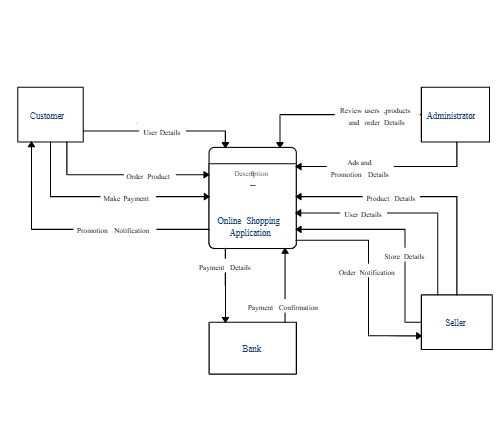 Customer
Review users ,products
and order Details
Administrator
User Details
Ads and
Promotion Details
Order Product
Description
--
Make Payment
Product Details
User Details
Online Shopping
Application
Promotion Notification
Store Details
Payment Details
Order Notification
Payment Confirmation
Seller
Bank